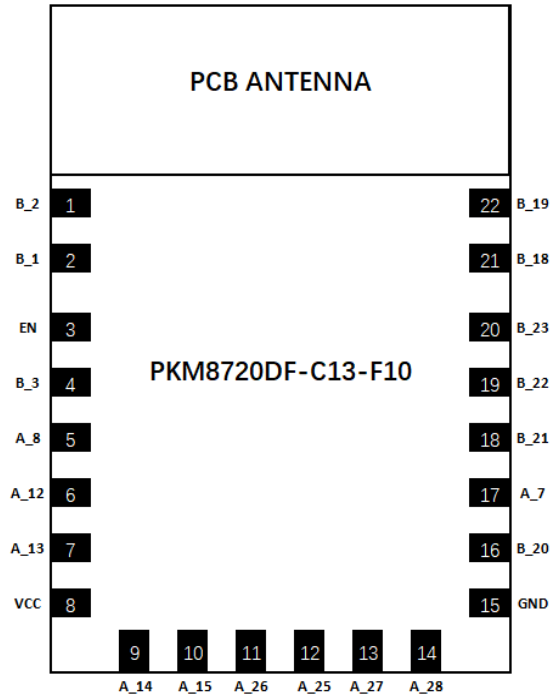 PCB ANTENNA
B_2 1 22 B_19
B_1 2 21 B_18
EN 3 20 B_23
B_3 4 PKM8720DF-C13-F10 19 B_22
A_8 5 18 B_21
A_12 6 17 A_7
A_13 7 16 B_20
VCC 8 15 GND
9 10 11 12 13 14
A_14 A_15 A_26 A_25 A_27 A_28